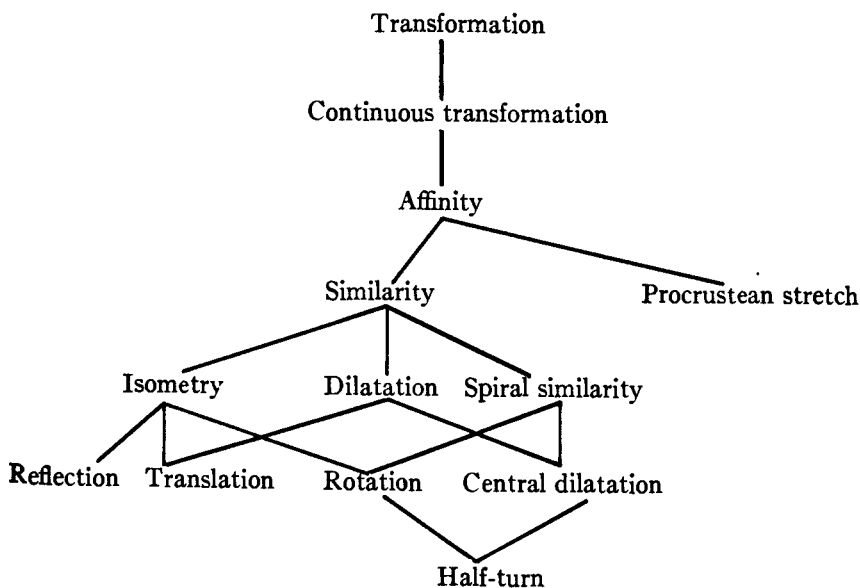 Transformation
Continuous transformation
Affinity
Similarity
Procrustean stretch
Isometry
Dilatation
Spiral similarity
Reflection
Translation
Rotation
Central dilatation
Half-turn